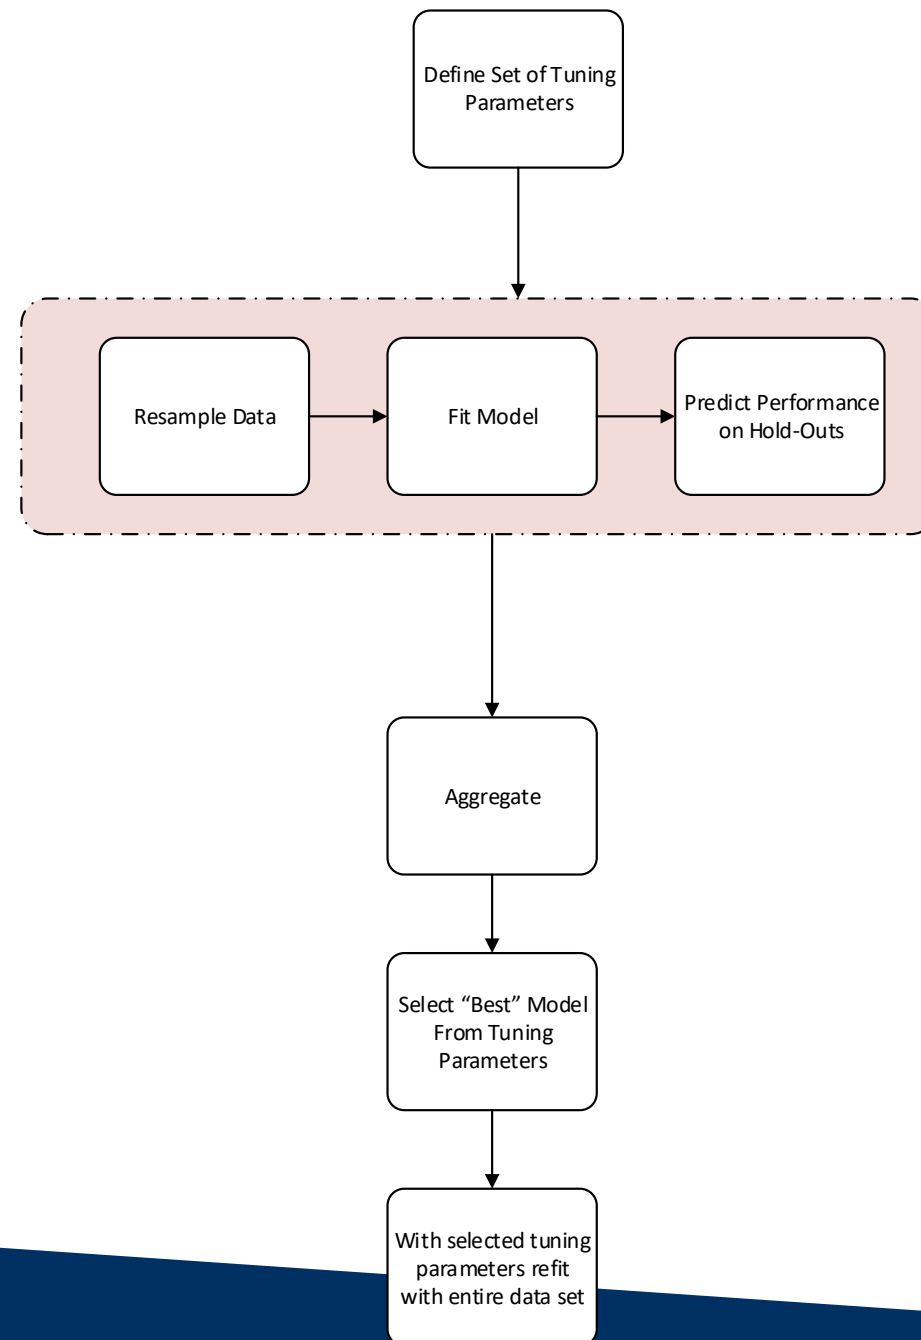 Define Set of Tuning
Parameters
Resample Data
Fit Model
Predict Performance
on Hold-Outs
Aggregate
Select “Best” Model
From Tuning
Parameters
With selected tuning
parameters refit
with entire data set